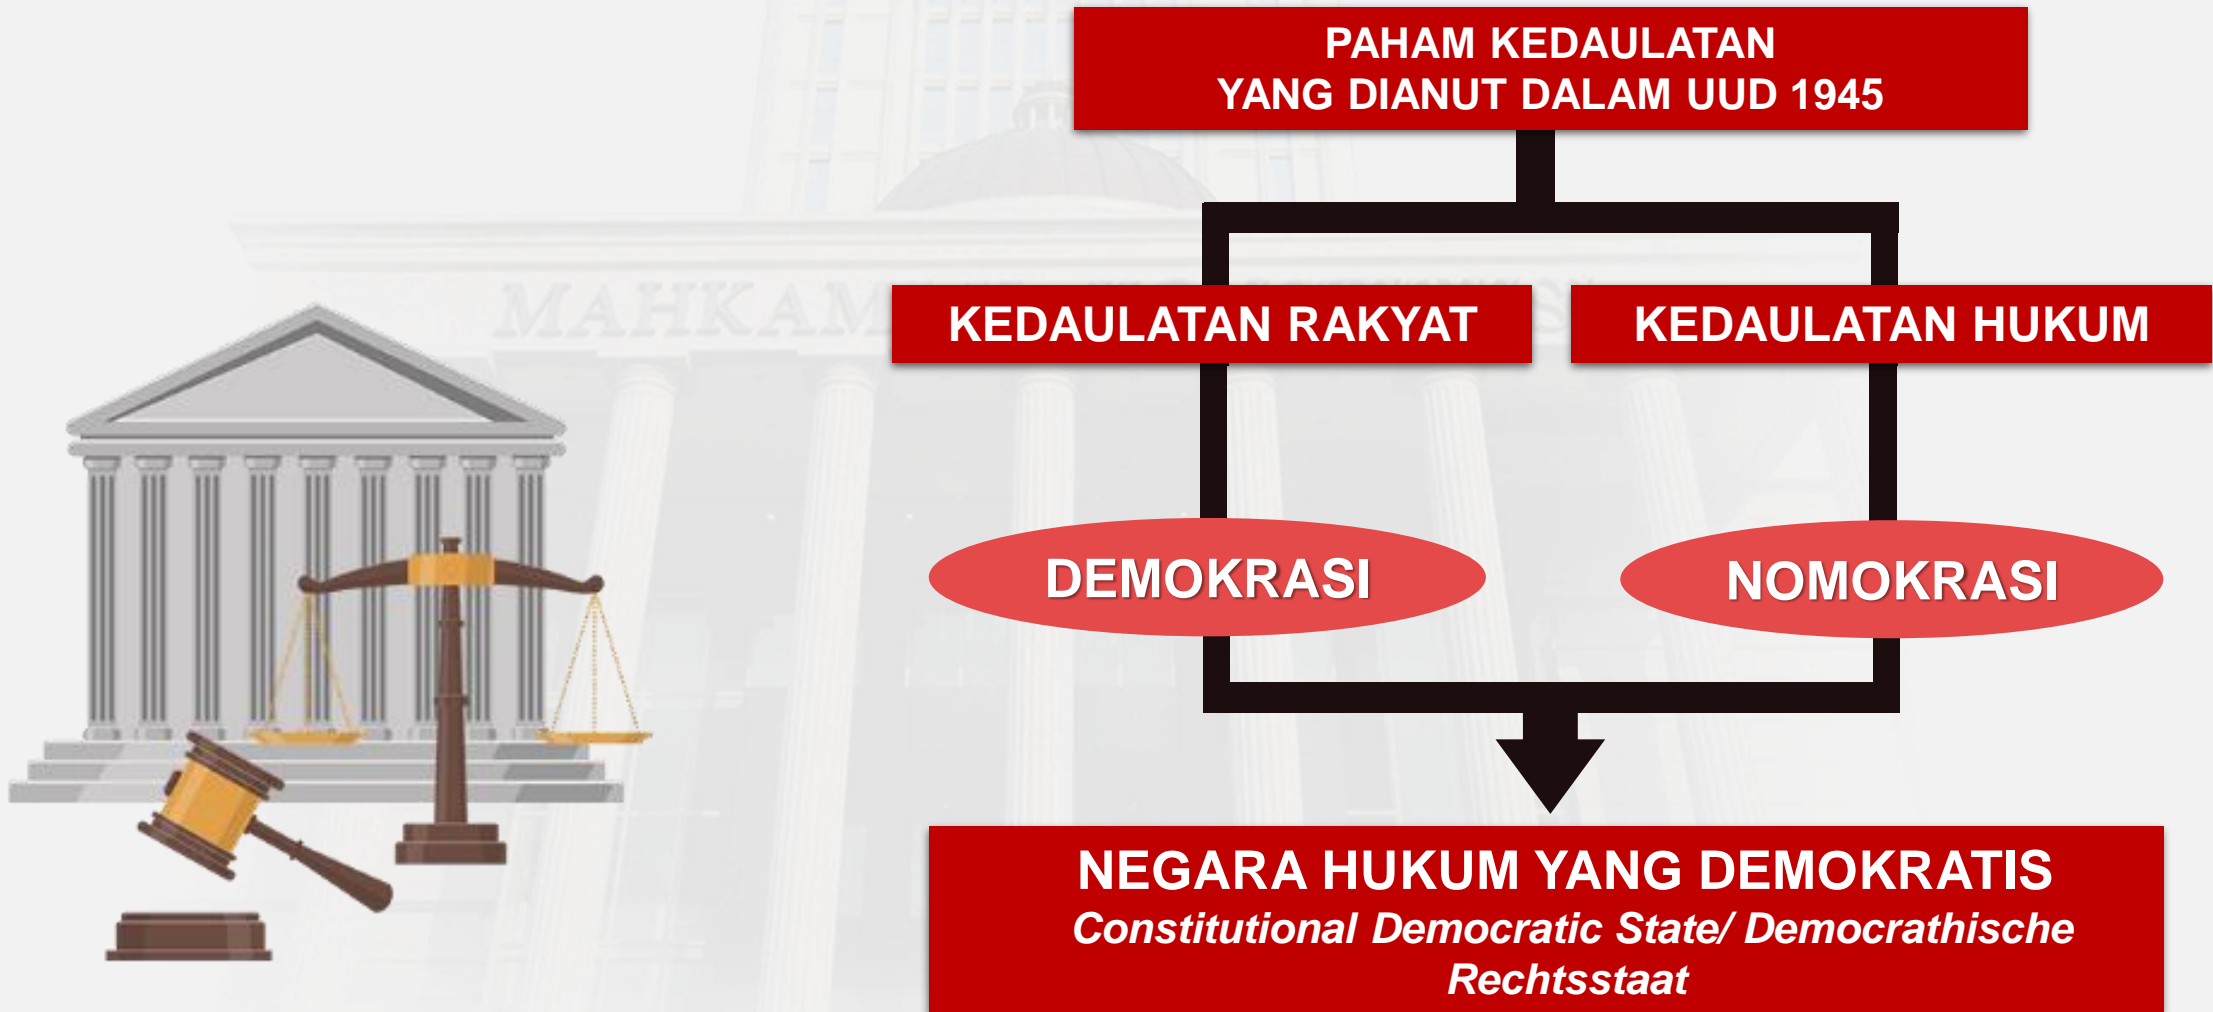 PAHAM KEDAULATAN
YANG DIANUT DALAM UUD 1945
MAHKAM
KEDAULATAN RAKYAT
KEDAULATAN HUKUM
DEMOKRASI
NOMOKRASI
NEGARA HUKUM YANG DEMOKRATIS
Constitutional Democratic State/ Democrathische
Rechtsstaat